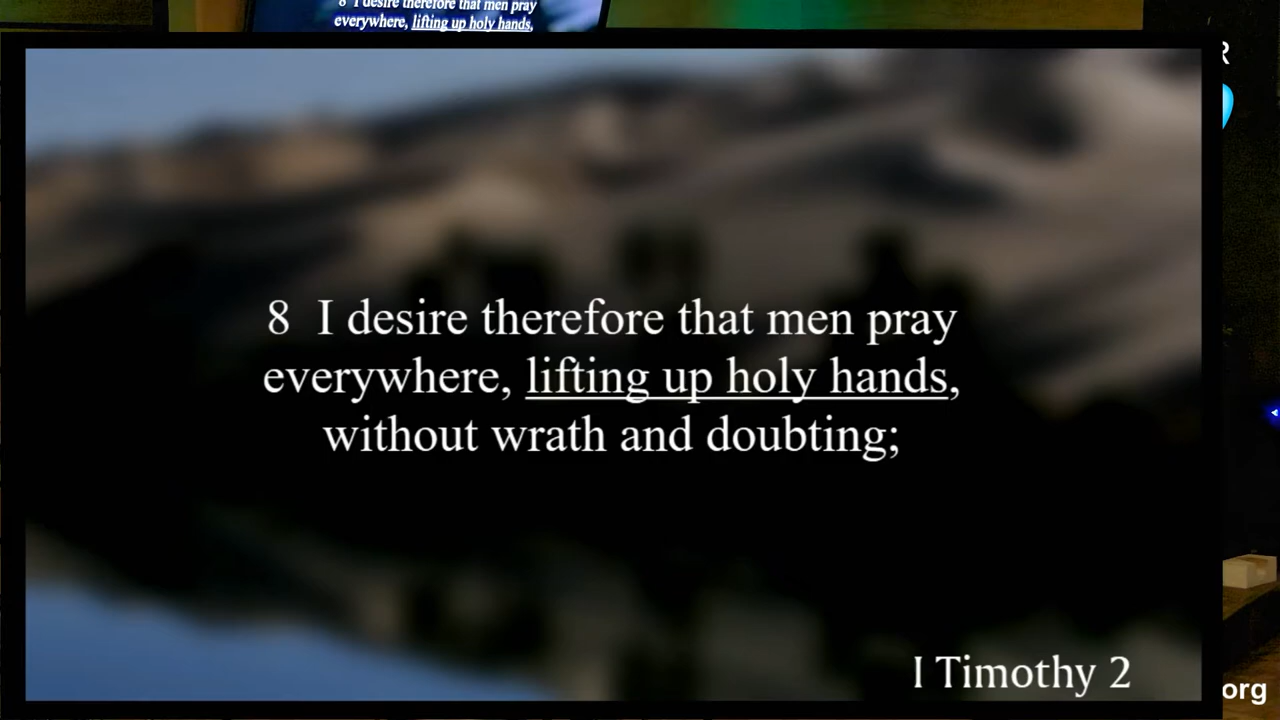 8 I desire therefore that men pray
everywhere, lifting up holy hands,
R
8 I desire therefore that men pray
everywhere, lifting up holy hands,
without wrath and doubting;
I Timothy 2
org